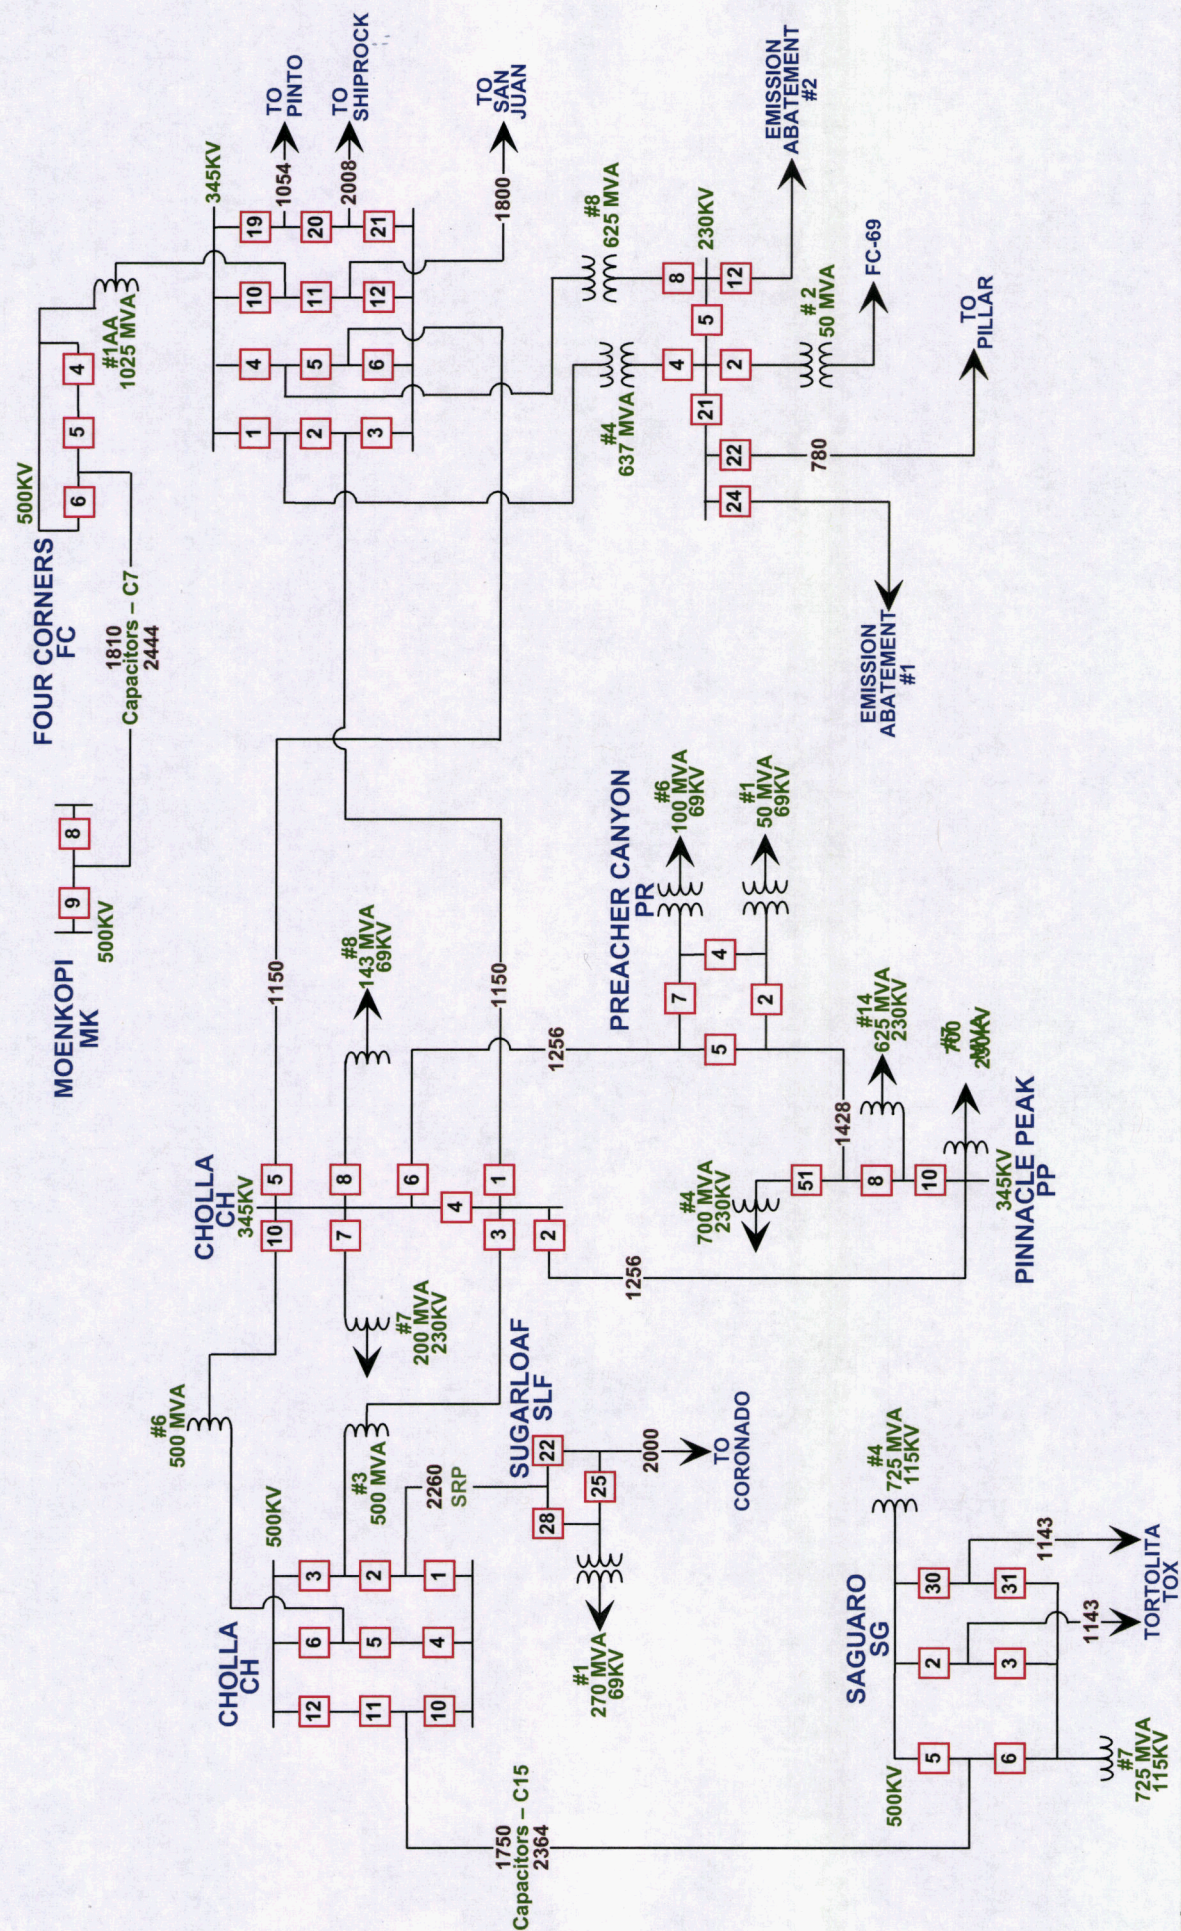 FOUR CORNERS
FC
500KV
6
5
4
#1AA
1025 MVA
1810
Capacitors – C7
2444
MOENKOPI
MK
500KV
9
8
345KV
1
2
3
4
5
6
10
11
12
19
20
21
1054
TO
PINTO
2008
TO
SHIPROCK
1800
TO
SAN
JUAN
#4
637 MVA
#8
625 MVA
230KV
24
22
21
4
2
5
8
12
# 2
50 MVA
FC-69
780
TO
PILLAR
EMISSION
ABATEMENT
#1
EMISSION
ABATEMENT
#2
CHOLLA
CH
345KV
10
5
7
8
6
4
3
1
2
1150
1150
#8
143 MVA
69KV
#7
200 MVA
230KV
1256
1256
#6
500 MVA
#3
500 MVA
CHOLLA
CH
500KV
12
11
10
6
5
4
3
2
1
2260
SRP
SUGARLOAF
SLF
28
22
25
2000
TO
CORONADO
#1
270 MVA
69KV
PREACHER CANYON
PR
7
4
2
5
#6
100 MVA
69KV
#1
50 MVA
69KV
1428
PINNACLE PEAK
PP
345KV
51
8
10
#4
700 MVA
230KV
#14
625 MVA
230KV
700
MVA
230KV
1750
Capacitors – C15
2364
SAGUARO
SG
500KV
5
6
2
3
30
31
#4
725 MVA
115KV
#7
725 MVA
115KV
1143
1143
TORTOLITA
TOX